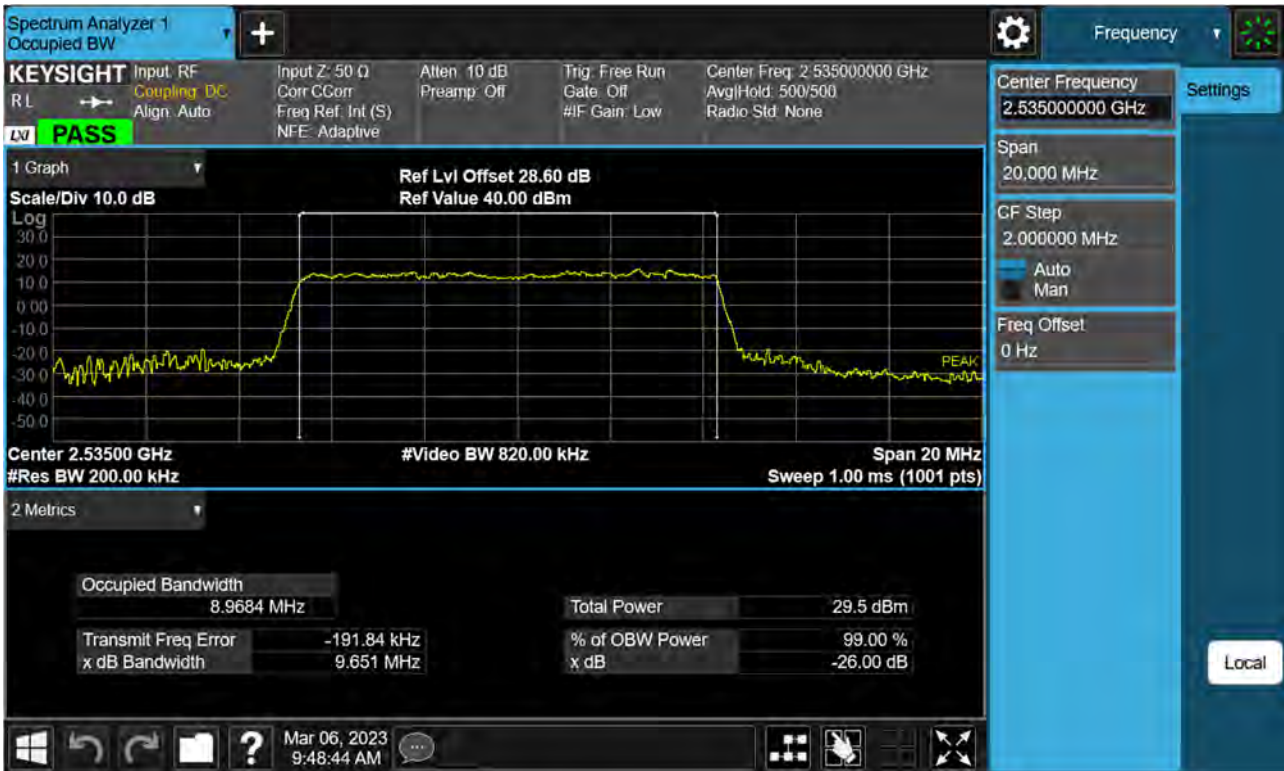 Spectrum Analyzer 1
Occupied BW
Frequency
KEYSIGHT
Input: RF
Coupling: DC
Align: Auto
Input Z: 50 Ω
Corr CCorr
Freq Ref: Int (S)
NFE: Adaptive
Atten: 10 dB
Preamp: Off
Trig: Free Run
Gate: Off
#IF Gain: Low
Center Freq: 2.535000000 GHz
Avg|Hold: 500/500
Radio Std: None
R L
LXI
PASS
Center Frequency
2.535000000 GHz
Settings
Span
20.000 MHz
CF Step
2.000000 MHz
Auto
Man
Freq Offset
0 Hz
Local
1 Graph
Scale/Div 10.0 dB
Ref Lvl Offset 28.60 dB
Ref Value 40.00 dBm
Log
30.0
20.0
10.0
0.00
-10.0
-20.0
-30.0
-40.0
-50.0
PEAK
Center 2.53500 GHz
#Video BW 820.00 kHz
Span 20 MHz
#Res BW 200.00 kHz
Sweep 1.00 ms (1001 pts)
2 Metrics
Occupied Bandwidth
8.9684 MHz
Total Power 29.5 dBm
Transmit Freq Error -191.84 kHz
% of OBW Power 99.00 %
x dB Bandwidth 9.651 MHz
x dB -26.00 dB
?
Mar 06, 2023
9:48:44 AM